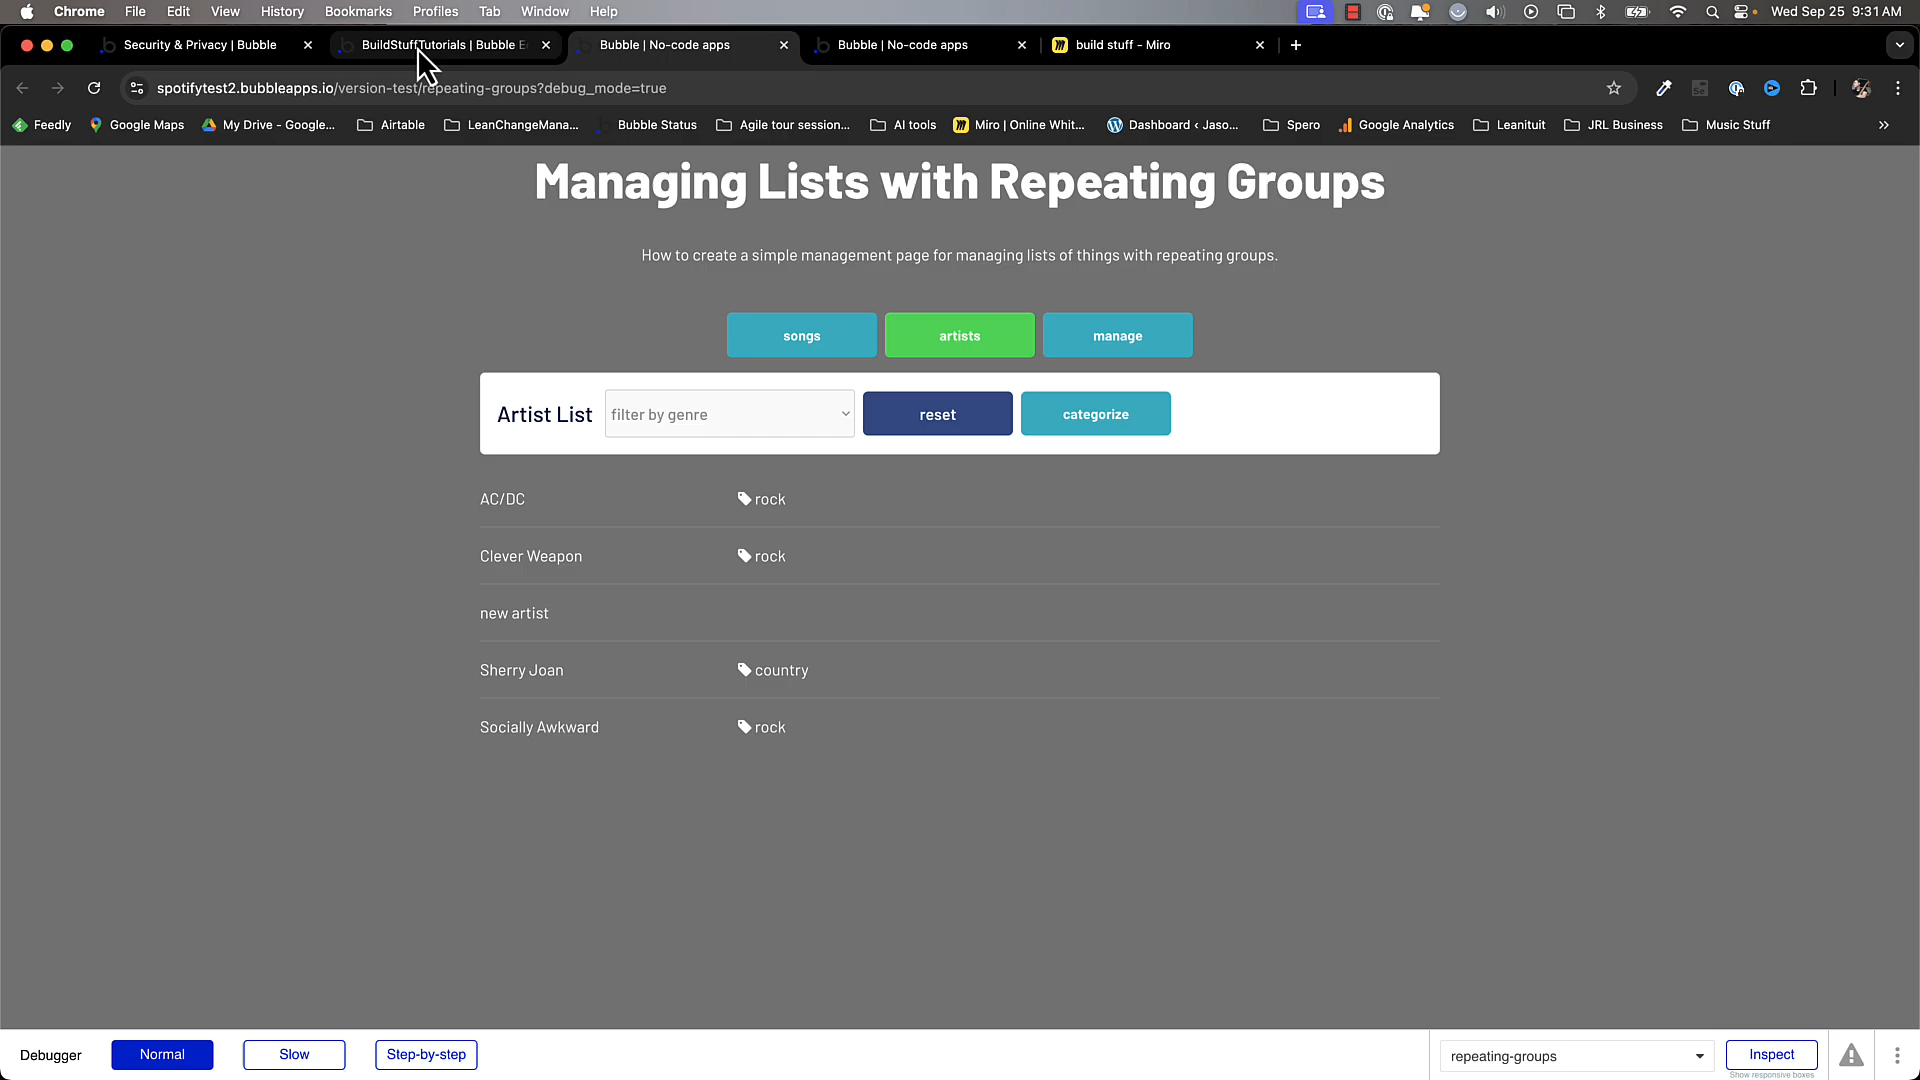 Chrome File Edit View History Bookmarks Profiles Tab Window Help Wed Sep 25 9:31 AM
Security & Privacy | Bubble BuildStuffTutorials | Bubble E Bubble | No-code apps Bubble | No-code apps build stuff - Miro
spotifytest2.bubbleapps.io/version-test/repeating-groups?debug_mode=true
Feedly Google Maps My Drive - Google... Airtable LeanChangeMana... Bubble Status Agile tour session... AI tools Miro | Online Whit... Dashboard ‹ Jaso... Spero Google Analytics Leanituit JRL Business Music Stuff
Managing Lists with Repeating Groups
How to create a simple management page for managing lists of things with repeating groups.
songs artists manage
Artist List filter by genre reset categorize
AC/DC rock
Clever Weapon rock
new artist
Sherry Joan country
Socially Awkward rock
Debugger Normal Slow Step-by-step repeating-groups Inspect
Show responsive boxes